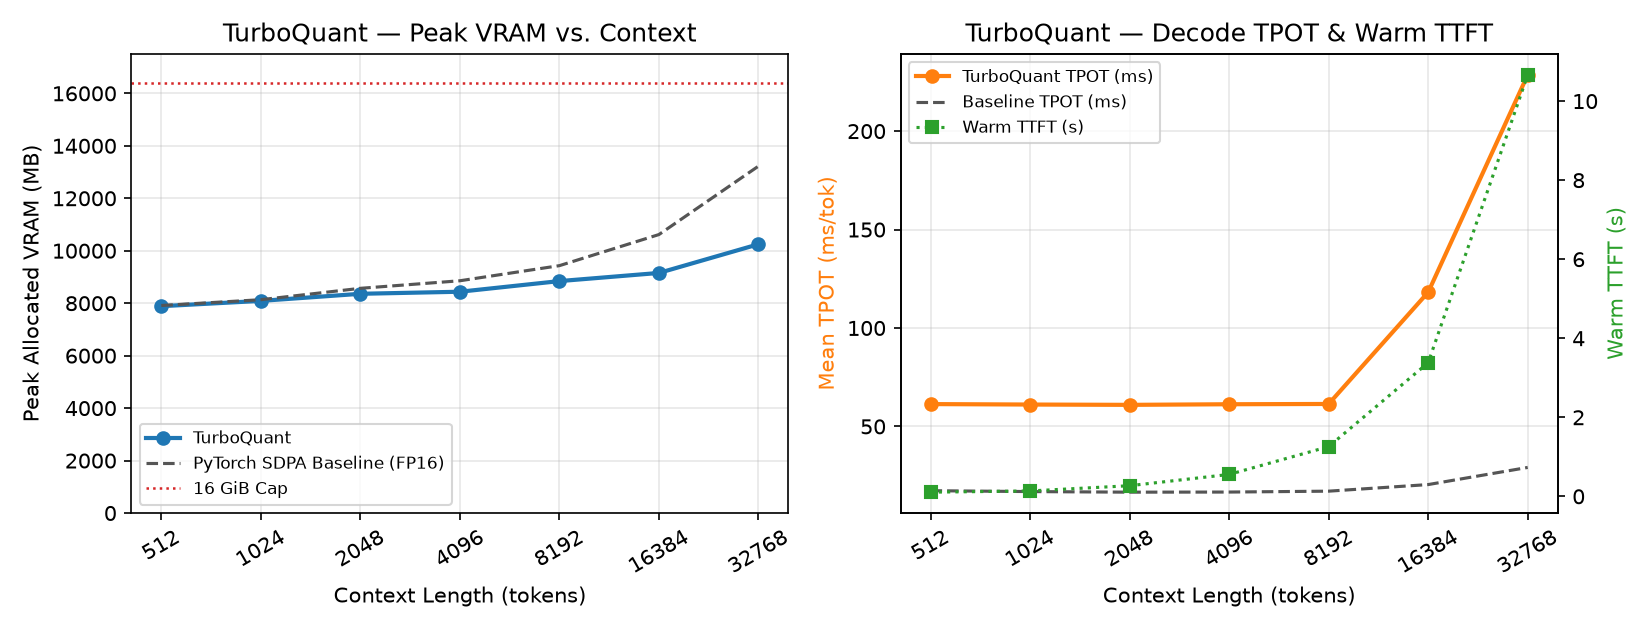 TurboQuant — Peak VRAM vs. Context
Peak Allocated VRAM (MB)
16000
14000
12000
10000
8000
6000
4000
2000
0
TurboQuant
PyTorch SDPA Baseline (FP16)
16 GiB Cap
512
1024
2048
4096
8192
16384
32768
Context Length (tokens)
TurboQuant — Decode TPOT & Warm TTFT
Mean TPOT (ms/tok)
200
150
100
50
TurboQuant TPOT (ms)
Baseline TPOT (ms)
Warm TTFT (s)
10
8
6
4
2
0
Warm TTFT (s)
512
1024
2048
4096
8192
16384
32768
Context Length (tokens)